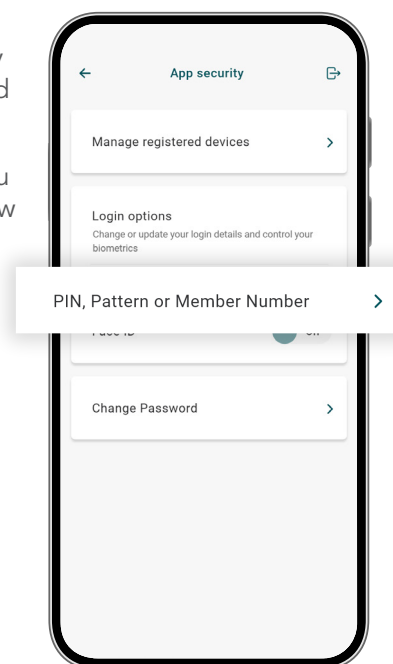 App security
Manage registered devices
Login options
Change or update your login details and control your
biometrics
PIN, Pattern or Member Number
Change Password